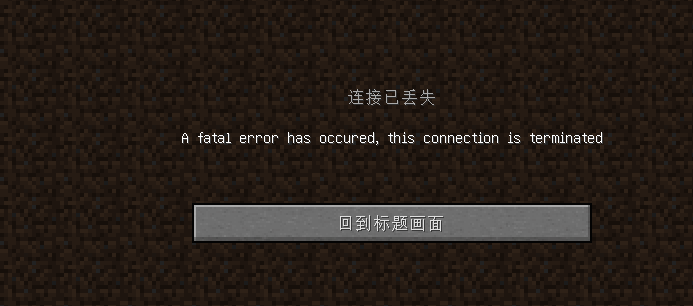 连接已丢失
A fatal error has occured, this connection is terminated
回到标题画面